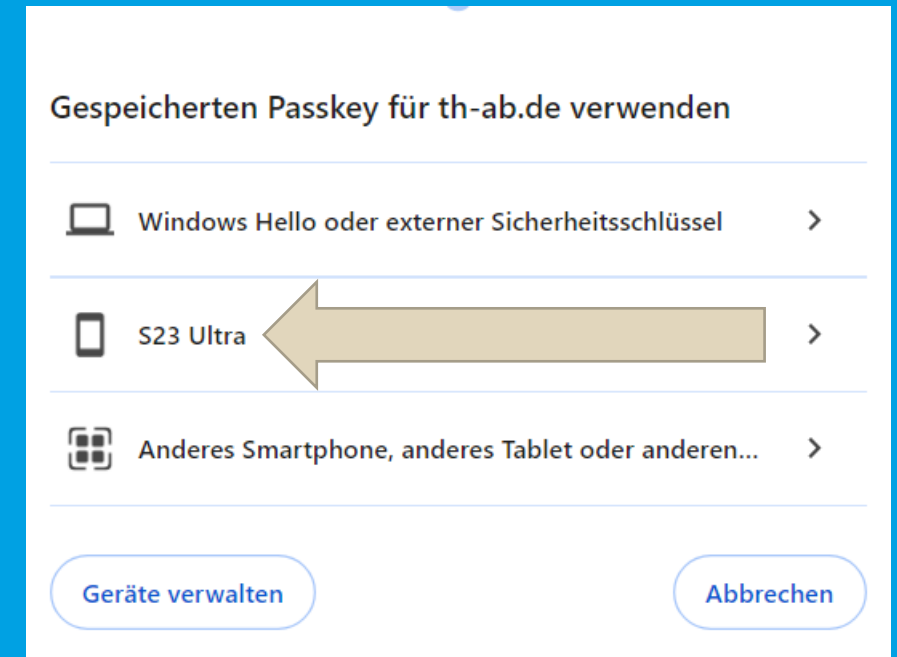 Gespeicherten Passkey für th-ab.de verwenden
Windows Hello oder externer Sicherheitsschlüssel
S23 Ultra
Anderes Smartphone, anderes Tablet oder anderen...
Geräte verwalten
Abbrechen